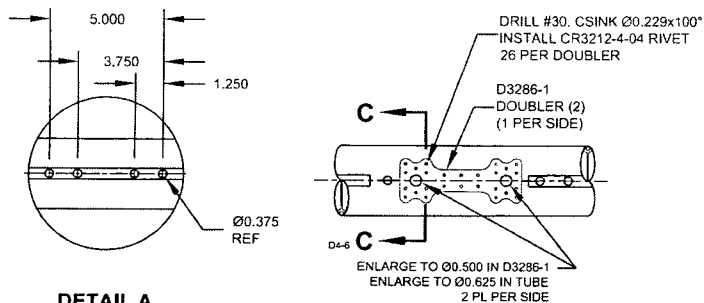 5.000
3.750
1.250
Ø0.375
REF
DETAIL A
DRILL #30. CSINK Ø0.229x100°
INSTALL CR3212-4-04 RIVET
26 PER DOUBLER
D3286-1
DOUBLER (2)
(1 PER SIDE)
C
D4-6 C
ENLARGE TO Ø0.500 IN D3286-1
ENLARGE TO Ø0.625 IN TUBE
2 PL PER SIDE